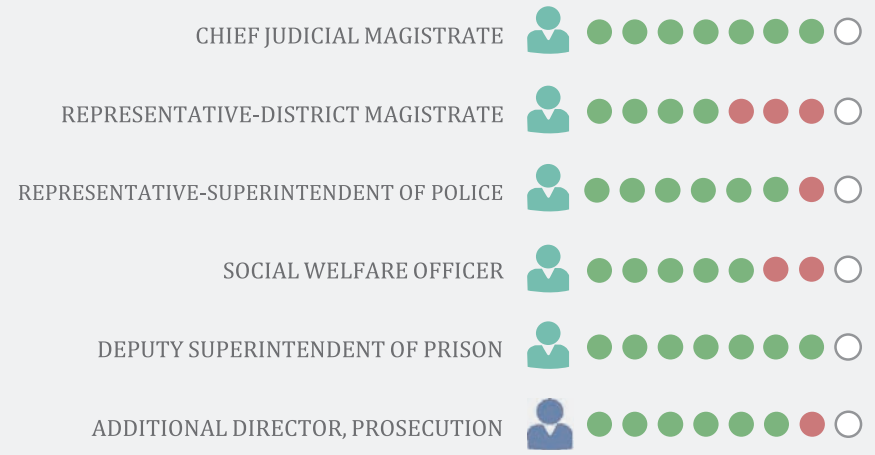 CHIEF JUDICIAL MAGISTRATE
REPRESENTATIVE-DISTRICT MAGISTRATE
REPRESENTATIVE-SUPERINTENDENT OF POLICE
SOCIAL WELFARE OFFICER
DEPUTY SUPERINTENDENT OF PRISON
ADDITIONAL DIRECTOR, PROSECUTION